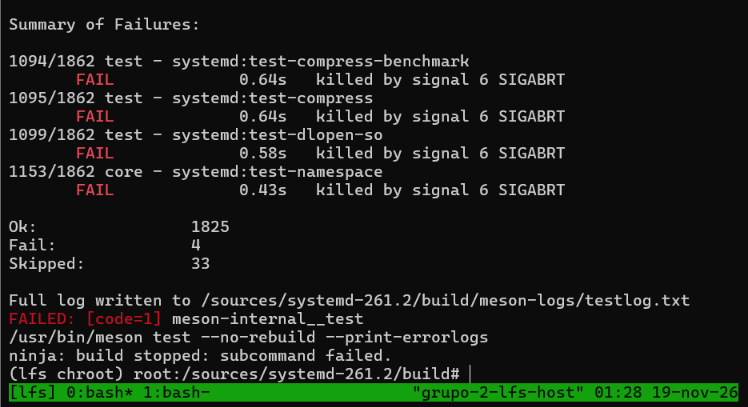 Summary of Failures:
1094/1862 test - systemd:test-compress-benchmark
FAIL 0.64s killed by signal 6 SIGABRT
1095/1862 test - systemd:test-compress
FAIL 0.64s killed by signal 6 SIGABRT
1099/1862 test - systemd:test-dlopen-so
FAIL 0.58s killed by signal 6 SIGABRT
1153/1862 core - systemd:test-namespace
FAIL 0.43s killed by signal 6 SIGABRT
Ok: 1825
Fail: 4
Skipped: 33
Full log written to /sources/systemd-261.2/build/meson-logs/testlog.txt
FAILED: [code=1] meson-internal__test
/usr/bin/meson test --no-rebuild --print-errorlogs
ninja: build stopped: subcommand failed.
(lfs chroot) root:/sources/systemd-261.2/build#
[lfs] 0:bash* 1:bash- "grupo-2-lfs-host" 01:28 19-nov-26